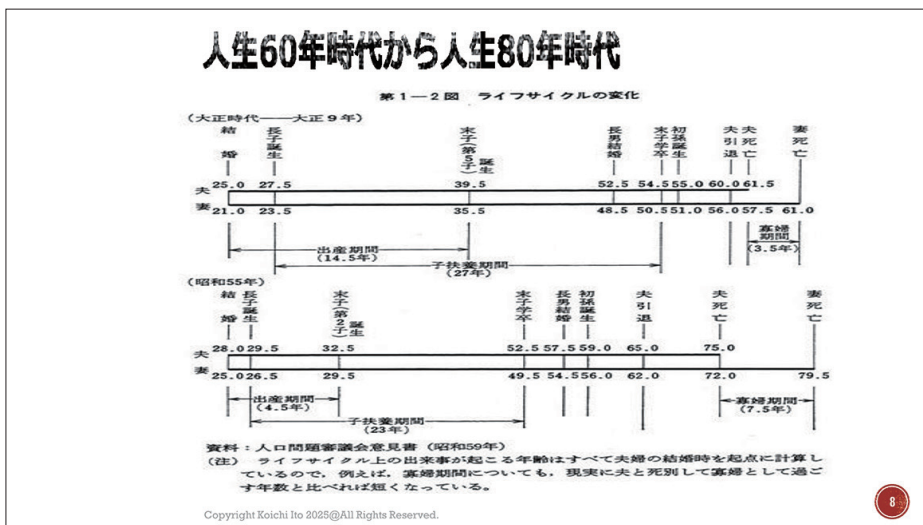 人生60年時代から人生80年時代
第1―2図 ライフサイクルの変化
(大正時代――大正9年)
結婚 長子誕生 末子(第5子)誕生 長男結婚 末子学卒 初孫誕生 夫引退 夫死亡 妻死亡
夫 25.0 27.5 39.5 52.5 54.5 55.0 60.0 61.5
妻 21.0 23.5 35.5 48.5 50.5 51.0 56.0 57.5 61.0
出産期間
(14.5年)
寡婦期間
(3.5年)
子扶養期間
(27年)
(昭和55年)
結婚 長子誕生 末子(第2子)誕生 末子学卒 長男結婚 初孫誕生 夫引退 夫死亡 妻死亡
夫 28.0 29.5 32.5 52.5 57.5 59.0 65.0 75.0
妻 25.0 26.5 29.5 49.5 54.5 56.0 62.0 72.0 79.5
出産期間
(4.5年)
寡婦期間
(7.5年)
子扶養期間
(23年)
資料:人口問題審議会意見書(昭和59年)
(注) ライフサイクル上の出来事が起こる年齢はすべて夫婦の結婚時を起点に計算し
ているので,例えば,寡婦期間についても,現実に夫と死別して寡婦として過ご
す年数と比べれば短くなっている。
Copyright Koichi Ito 2025@All Rights Reserved.
8